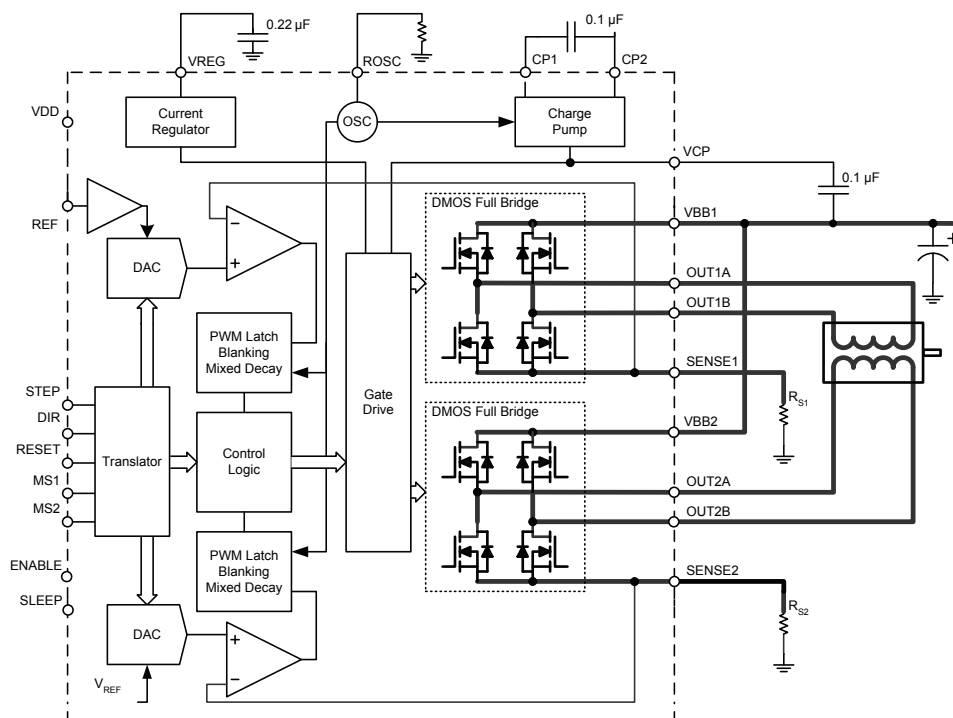 0.22 µF
0.1 µF
VREG
ROSC
CP1
CP2
VDD
Current
Regulator
OSC
Charge
Pump
VCP
0.1 µF
REF
DAC
−
+
DMOS Full Bridge
VBB1
+
OUT1A
OUT1B
PWM Latch
Blanking
Mixed Decay
SENSE1
STEP
DIR
RESET
MS1
MS2
Translator
Control
Logic
Gate
Drive
DMOS Full Bridge
RS1
VBB2
OUT2A
OUT2B
PWM Latch
Blanking
Mixed Decay
ENABLE
SLEEP
SENSE2
RS2
DAC
+
−
VREF